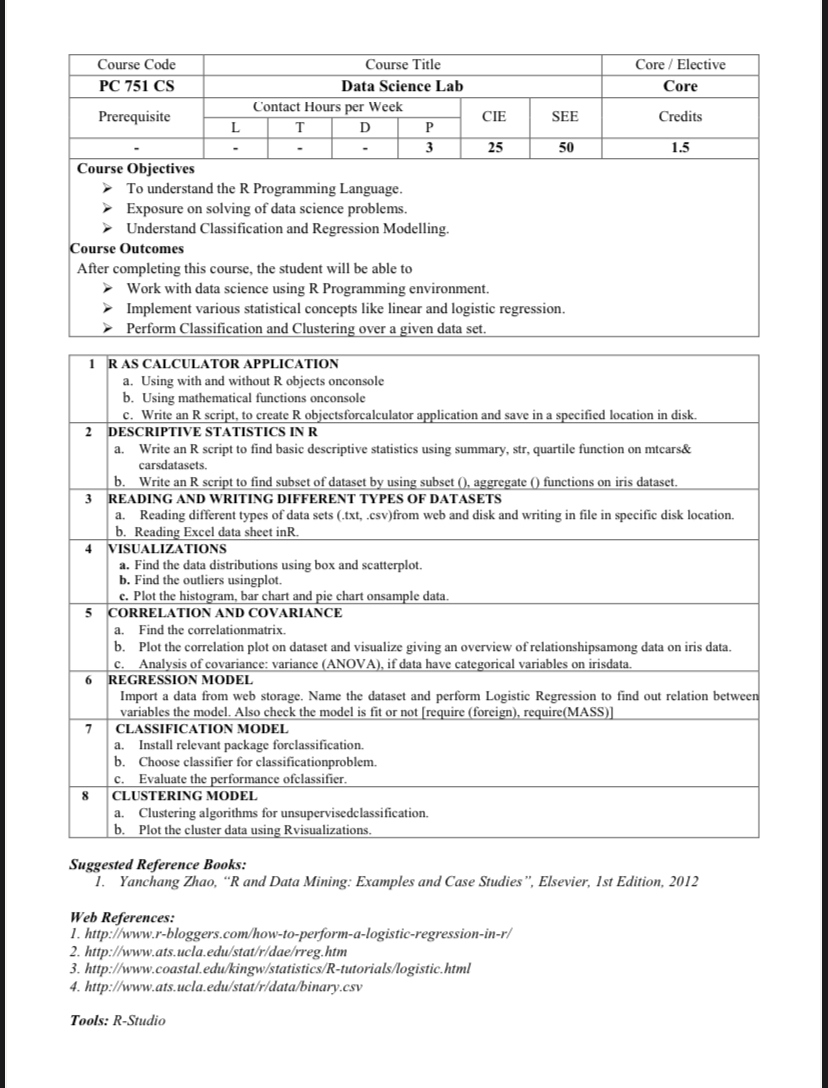 Course Code Course Title Core / Elective
PC 751 CS Data Science Lab Core
Prerequisite Contact Hours per Week CIE SEE Credits
L T D P
- - - - 3 25 50 1.5
Course Objectives
➢ To understand the R Programming Language.
➢ Exposure on solving of data science problems.
➢ Understand Classification and Regression Modelling.
Course Outcomes
After completing this course, the student will be able to
➢ Work with data science using R Programming environment.
➢ Implement various statistical concepts like linear and logistic regression.
➢ Perform Classification and Clustering over a given data set.
1 R AS CALCULATOR APPLICATION
a. Using with and without R objects onconsole
b. Using mathematical functions onconsole
c. Write an R script, to create R objectsforcalculator application and save in a specified location in disk.
2 DESCRIPTIVE STATISTICS IN R
a. Write an R script to find basic descriptive statistics using summary, str, quartile function on mtcars&
carsdatasets.
b. Write an R script to find subset of dataset by using subset (), aggregate () functions on iris dataset.
3 READING AND WRITING DIFFERENT TYPES OF DATASETS
a. Reading different types of data sets (.txt, .csv)from web and disk and writing in file in specific disk location.
b. Reading Excel data sheet inR.
4 VISUALIZATIONS
a. Find the data distributions using box and scatterplot.
b. Find the outliers usingplot.
c. Plot the histogram, bar chart and pie chart onsample data.
5 CORRELATION AND COVARIANCE
a. Find the correlationmatrix.
b. Plot the correlation plot on dataset and visualize giving an overview of relationshipsamong data on iris data.
c. Analysis of covariance: variance (ANOVA), if data have categorical variables on irisdata.
6 REGRESSION MODEL
Import a data from web storage. Name the dataset and perform Logistic Regression to find out relation between
variables the model. Also check the model is fit or not [require (foreign), require(MASS)]
7 CLASSIFICATION MODEL
a. Install relevant package forclassification.
b. Choose classifier for classificationproblem.
c. Evaluate the performance ofclassifier.
8 CLUSTERING MODEL
a. Clustering algorithms for unsupervisedclassification.
b. Plot the cluster data using Rvisualizations.
Suggested Reference Books:
1. Yanchang Zhao, “R and Data Mining: Examples and Case Studies”, Elsevier, 1st Edition, 2012
Web References:
1. http://www.r-bloggers.com/how-to-perform-a-logistic-regression-in-r/
2. http://www.ats.ucla.edu/stat/r/dae/rreg.htm
3. http://www.coastal.edu/kingw/statistics/R-tutorials/logistic.html
4. http://www.ats.ucla.edu/stat/r/data/binary.csv
Tools: R-Studio